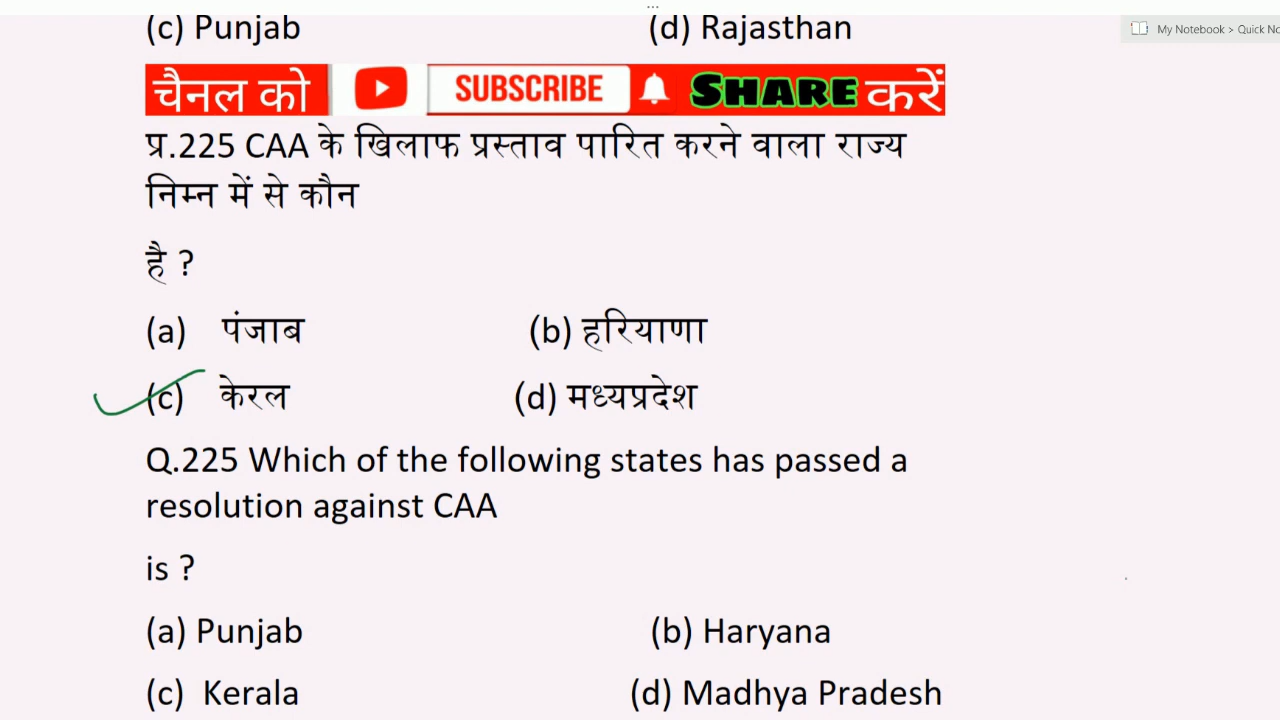 ...
(c) Punjab (d) Rajasthan
My Notebook > Quick No
चैनल को SUBSCRIBE SHARE करें
प्र.225 CAA के खिलाफ प्रस्ताव पारित करने वाला राज्य
निम्न में से कौन
है ?
(a) पंजाब (b) हरियाणा
(c) केरल (d) मध्यप्रदेश
Q.225 Which of the following states has passed a
resolution against CAA
is ?
(a) Punjab (b) Haryana
(c) Kerala (d) Madhya Pradesh